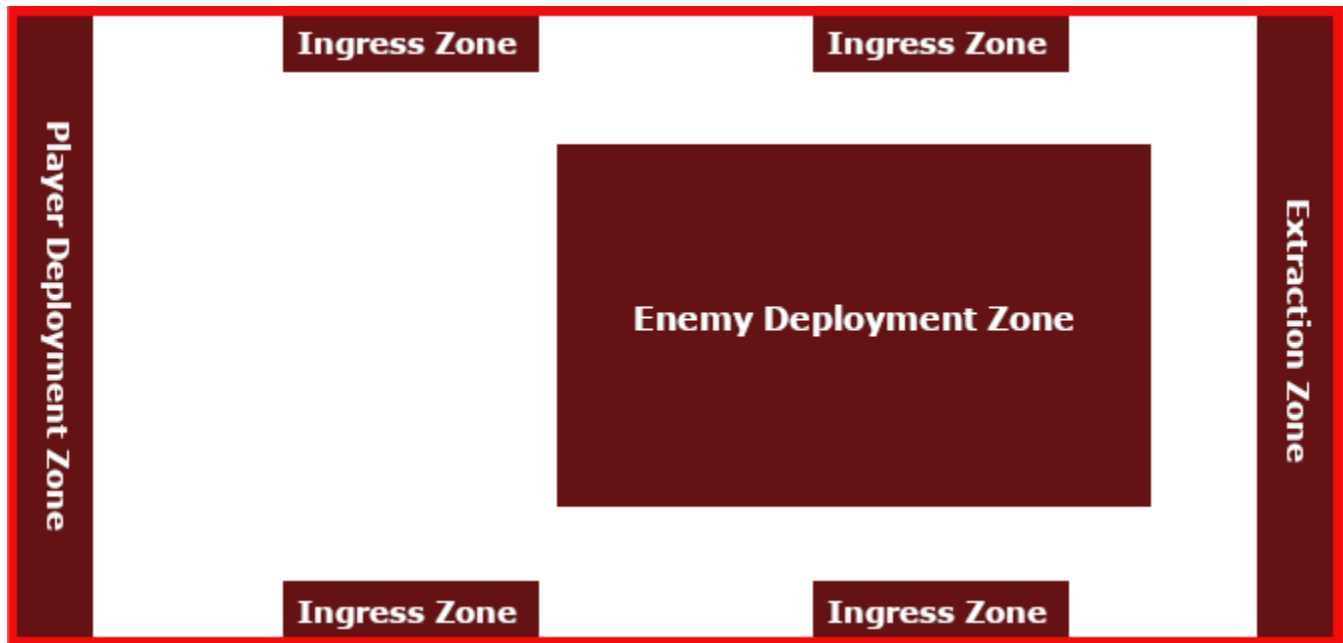 Ingress Zone
Ingress Zone
Player Deployment Zone
Enemy Deployment Zone
Extraction Zone
Ingress Zone
Ingress Zone